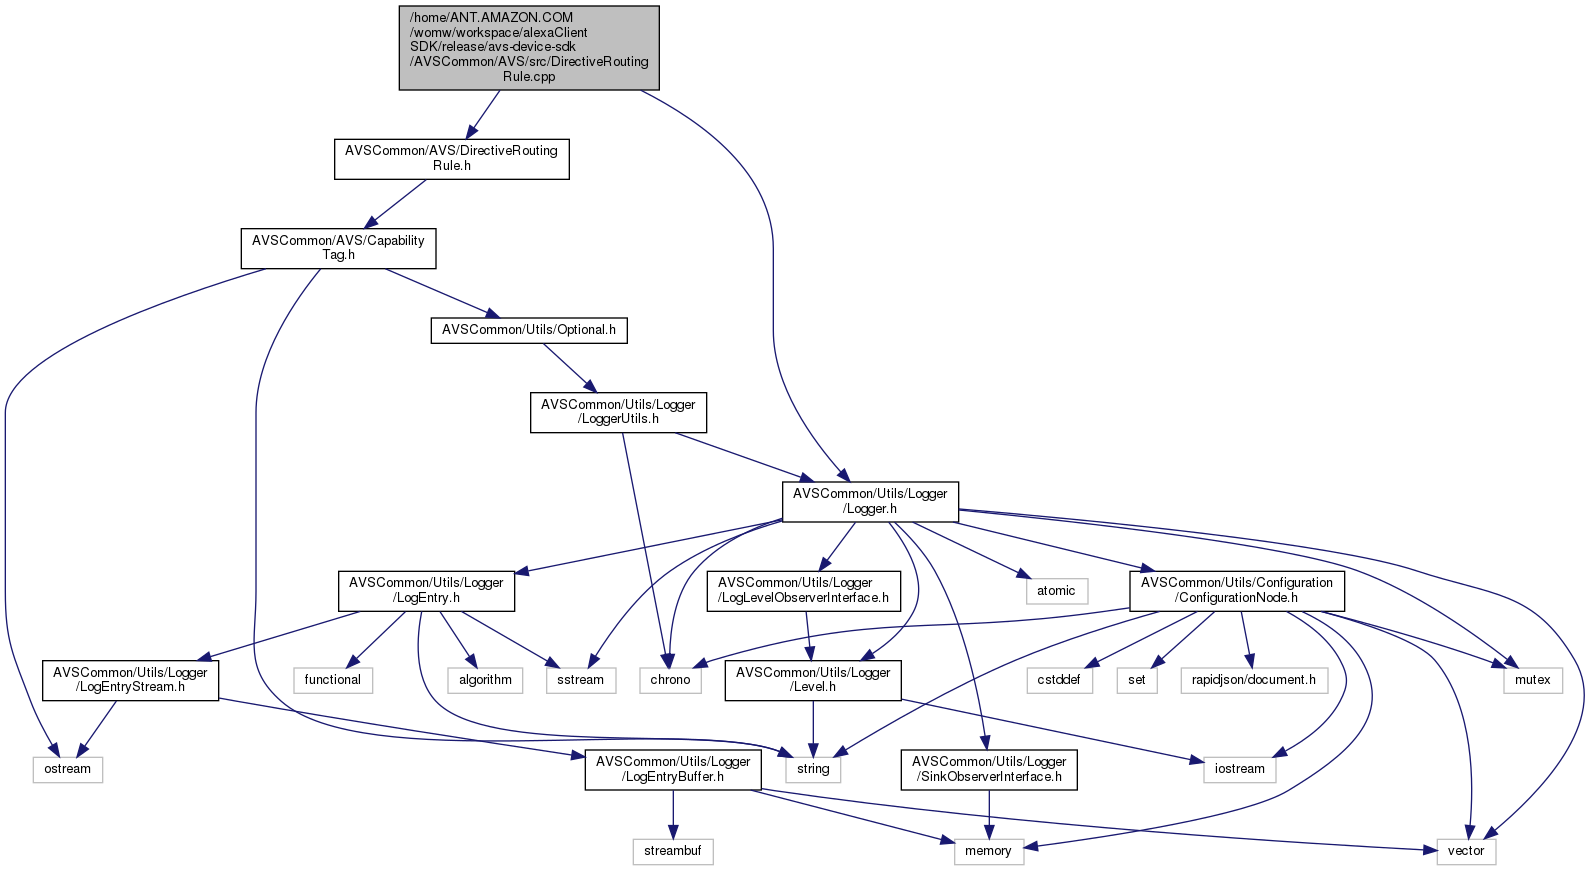 /home/ANT.AMAZON.COM
/womw/workspace/alexaClient
SDK/release/avs-device-sdk
/AVSCommon/AVS/src/DirectiveRouting
Rule.cpp
AVSCommon/AVS/DirectiveRouting
Rule.h
AVSCommon/AVS/Capability
Tag.h
AVSCommon/Utils/Optional.h
AVSCommon/Utils/Logger
/LoggerUtils.h
AVSCommon/Utils/Logger
/Logger.h
AVSCommon/Utils/Logger
/LogEntry.h
AVSCommon/Utils/Logger
/LogLevelObserverInterface.h
atomic
AVSCommon/Utils/Configuration
/ConfigurationNode.h
AVSCommon/Utils/Logger
/LogEntryStream.h
functional
algorithm
sstream
chrono
AVSCommon/Utils/Logger
/Level.h
cstddef
set
rapidjson/document.h
mutex
ostream
AVSCommon/Utils/Logger
/LogEntryBuffer.h
string
AVSCommon/Utils/Logger
/SinkObserverInterface.h
iostream
streambuf
memory
vector